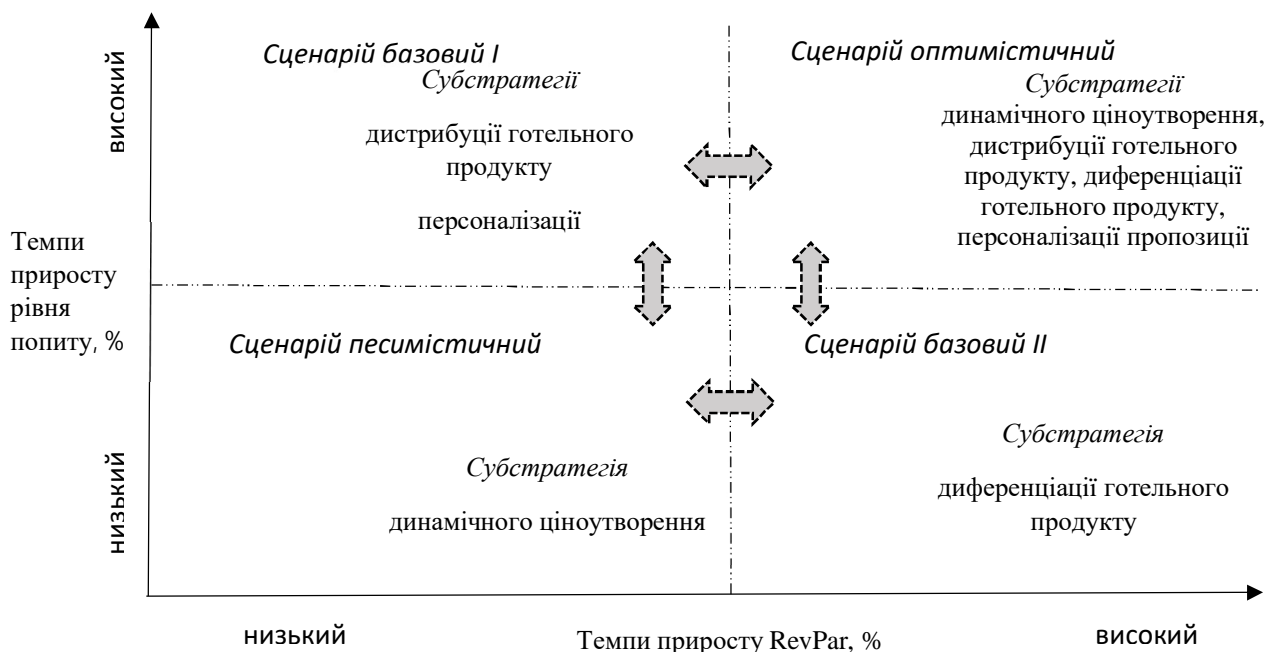 високий
низький
Темпи
приросту
рівня
попиту, %
Сценарій базовий I
Субстратегії
дистрибуції готельного
продукту
персоналізації
Сценарій оптимістичний
Субстратегії
динамічного ціноутворення,
дистрибуції готельного
продукту, диференціації
готельного продукту,
персоналізації пропозиції
Сценарій песимістичний
Субстратегія
динамічного ціноутворення
Сценарій базовий II
Субстратегія
диференціації готельного
продукту
низький
Темпи приросту RevPar, %
високий